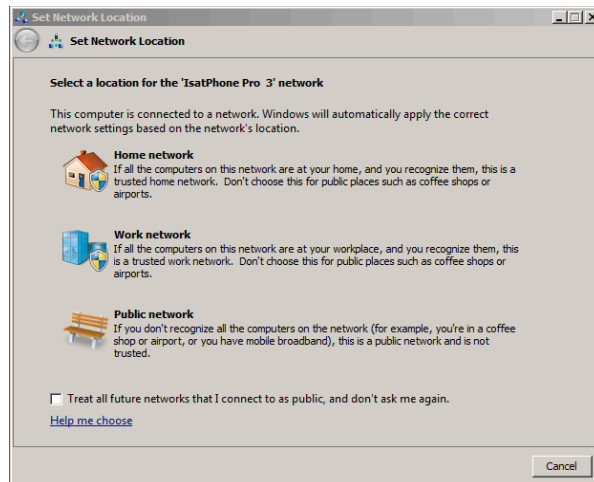 Set Network Location
Set Network Location
Select a location for the 'IsatPhone Pro  3' network
This computer is connected to a network. Windows will automatically apply the correct
network settings based on the network's location.
Home network
If all the computers on this network are at your home, and you recognize them, this is a
trusted home network.  Don't choose this for public places such as coffee shops or
airports.
Work network
If all the computers on this network are at your workplace, and you recognize them, this
is a trusted work network.  Don't choose this for public places such as coffee shops or
airports.
Public network
If you don't recognize all the computers on the network (for example, you're in a coffee
shop or airport, or you have mobile broadband), this is a public network and is not
trusted.
Treat all future networks that I connect to as public, and don't ask me again.
Help me choose
Cancel